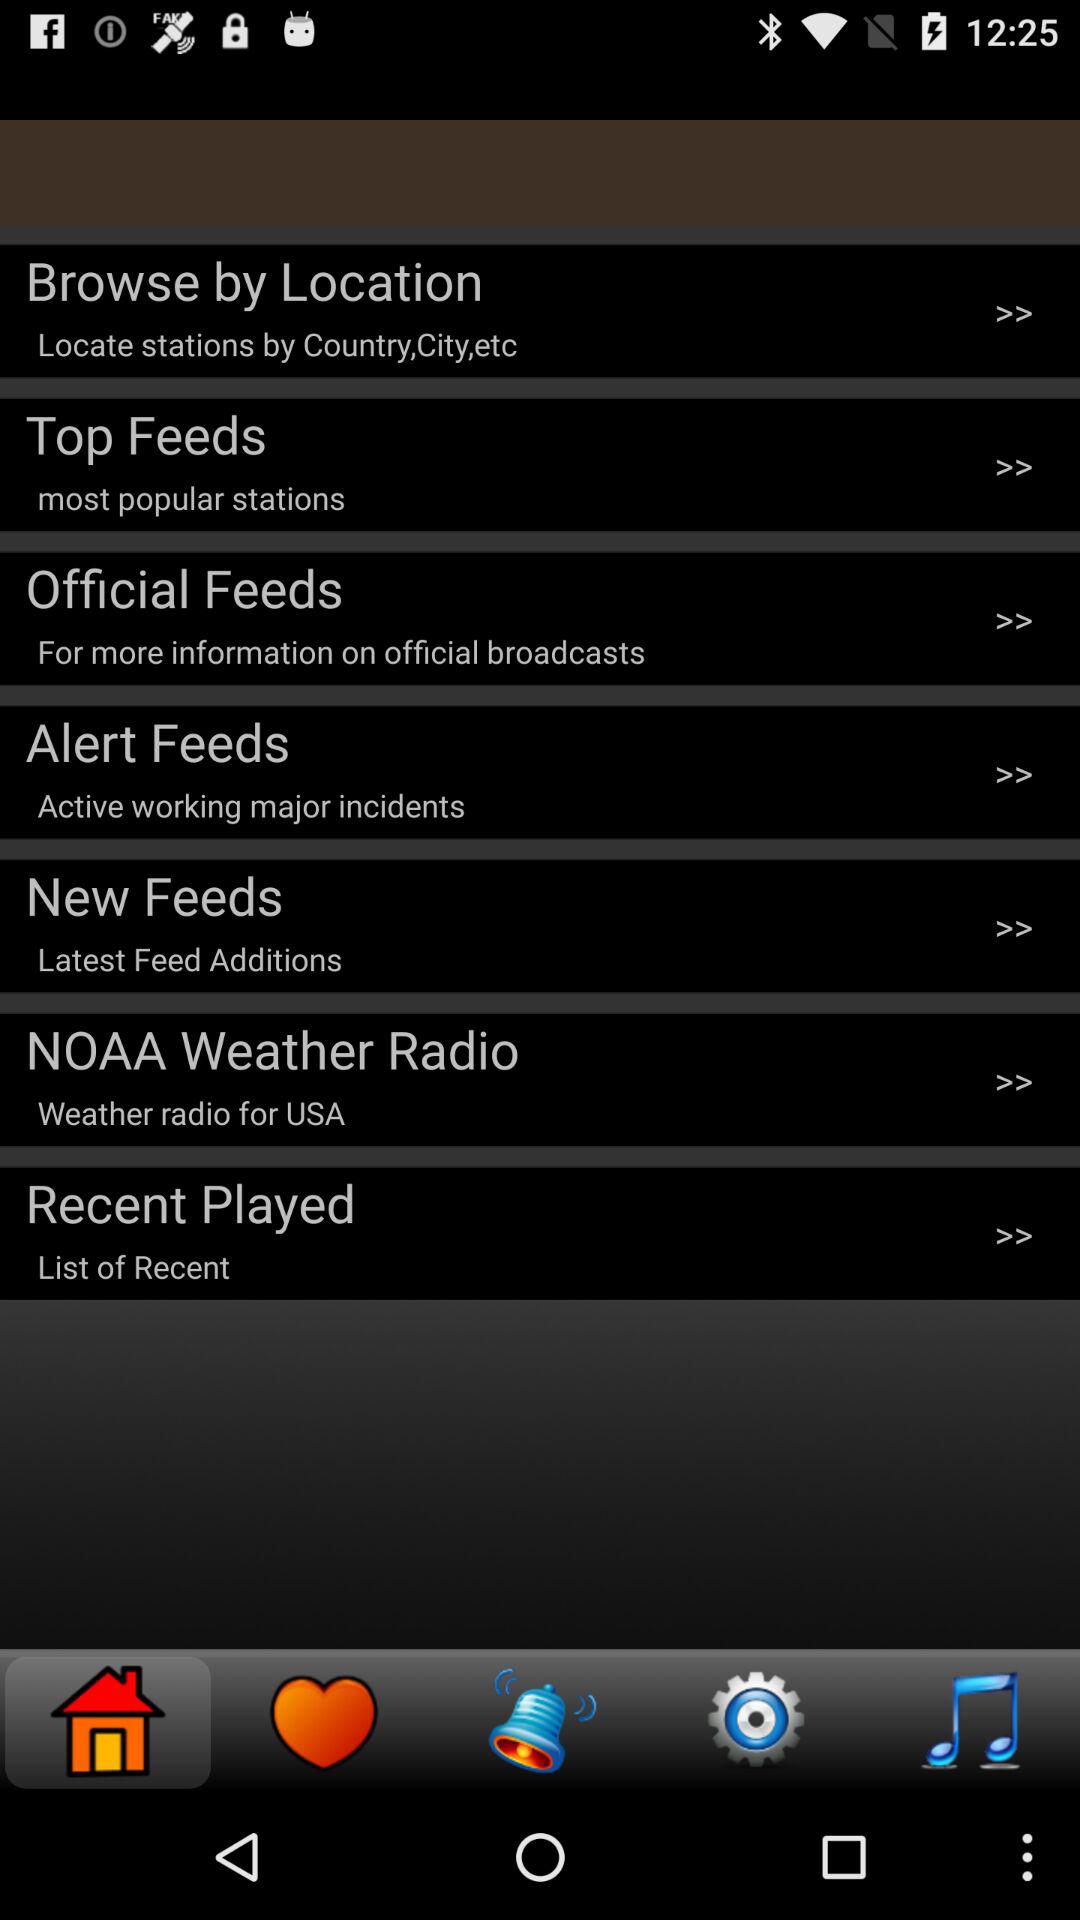 FAKE
12:25
Browse by Location
Locate stations by Country,City,etc
>>
Top Feeds
most popular stations
>>
Official Feeds
For more information on official broadcasts
>>
Alert Feeds
Active working major incidents
>>
New Feeds
Latest Feed Additions
>>
NOAA Weather Radio
Weather radio for USA
>>
Recent Played
List of Recent
>>